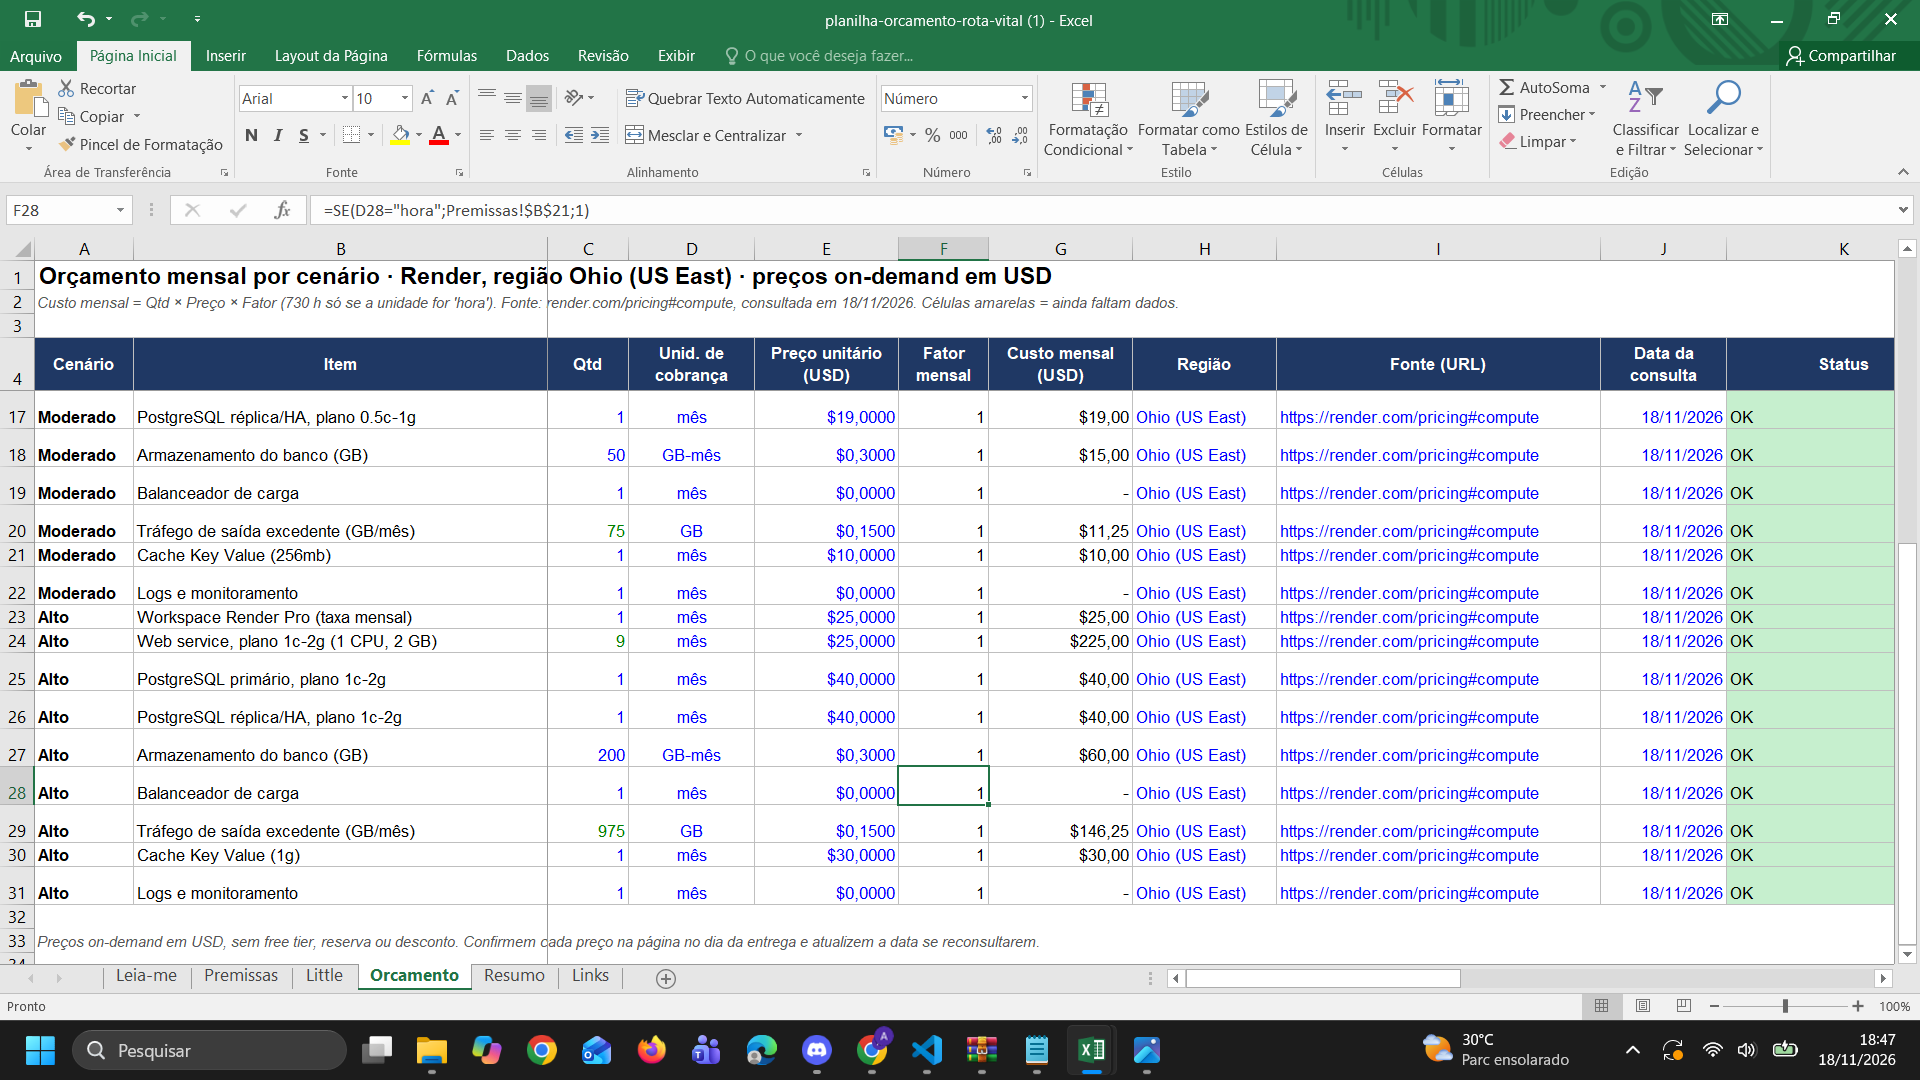 planilha-orcamento-rota-vital (1) - Excel
Arquivo Página Inicial Inserir Layout da Página Fórmulas Dados Revisão Exibir O que você deseja fazer... Compartilhar
Colar
Recortar
Copiar
Pincel de Formatação
Área de Transferência
Arial 10
N I S
Fonte
Quebrar Texto Automaticamente
Mesclar e Centralizar
Alinhamento
Número
% 000
Número
Formatação Condicional
Formatar como Tabela
Estilos de Célula
Estilo
Inserir Excluir Formatar
Células
AutoSoma
Preencher
Limpar
Classificar e Filtrar
Localizar e Selecionar
Edição
F28 fx =SE(D28="hora";Premissas!$B$21;1)
A B C D E F G H I J K
1 Orçamento mensal por cenário · Render, região Ohio (US East) · preços on-demand em USD
2 Custo mensal = Qtd × Preço × Fator (730 h só se a unidade for 'hora'). Fonte: render.com/pricing#compute, consultada em 18/11/2026. Células amarelas = ainda faltam dados.
3
4 Cenário Item Qtd Unid. de cobrança Preço unitário (USD) Fator mensal Custo mensal (USD) Região Fonte (URL) Data da consulta Status
17 Moderado PostgreSQL réplica/HA, plano 0.5c-1g 1 mês $19,0000 1 $19,00 Ohio (US East) https://render.com/pricing#compute 18/11/2026 OK
18 Moderado Armazenamento do banco (GB) 50 GB-mês $0,3000 1 $15,00 Ohio (US East) https://render.com/pricing#compute 18/11/2026 OK
19 Moderado Balanceador de carga 1 mês $0,0000 1 - Ohio (US East) https://render.com/pricing#compute 18/11/2026 OK
20 Moderado Tráfego de saída excedente (GB/mês) 75 GB $0,1500 1 $11,25 Ohio (US East) https://render.com/pricing#compute 18/11/2026 OK
21 Moderado Cache Key Value (256mb) 1 mês $10,0000 1 $10,00 Ohio (US East) https://render.com/pricing#compute 18/11/2026 OK
22 Moderado Logs e monitoramento 1 mês $0,0000 1 - Ohio (US East) https://render.com/pricing#compute 18/11/2026 OK
23 Alto Workspace Render Pro (taxa mensal) 1 mês $25,0000 1 $25,00 Ohio (US East) https://render.com/pricing#compute 18/11/2026 OK
24 Alto Web service, plano 1c-2g (1 CPU, 2 GB) 9 mês $25,0000 1 $225,00 Ohio (US East) https://render.com/pricing#compute 18/11/2026 OK
25 Alto PostgreSQL primário, plano 1c-2g 1 mês $40,0000 1 $40,00 Ohio (US East) https://render.com/pricing#compute 18/11/2026 OK
26 Alto PostgreSQL réplica/HA, plano 1c-2g 1 mês $40,0000 1 $40,00 Ohio (US East) https://render.com/pricing#compute 18/11/2026 OK
27 Alto Armazenamento do banco (GB) 200 GB-mês $0,3000 1 $60,00 Ohio (US East) https://render.com/pricing#compute 18/11/2026 OK
28 Alto Balanceador de carga 1 mês $0,0000 1 - Ohio (US East) https://render.com/pricing#compute 18/11/2026 OK
29 Alto Tráfego de saída excedente (GB/mês) 975 GB $0,1500 1 $146,25 Ohio (US East) https://render.com/pricing#compute 18/11/2026 OK
30 Alto Cache Key Value (1g) 1 mês $30,0000 1 $30,00 Ohio (US East) https://render.com/pricing#compute 18/11/2026 OK
31 Alto Logs e monitoramento 1 mês $0,0000 1 - Ohio (US East) https://render.com/pricing#compute 18/11/2026 OK
32
33 Preços on-demand em USD, sem free tier, reserva ou desconto. Confirmem cada preço na página no dia da entrega e atualizem a data se reconsultarem.
34
Leia-me Premissas Little Orcamento Resumo Links
Pronto 100%
Pesquisar
30°C
Parc ensolarado
18:47
18/11/2026